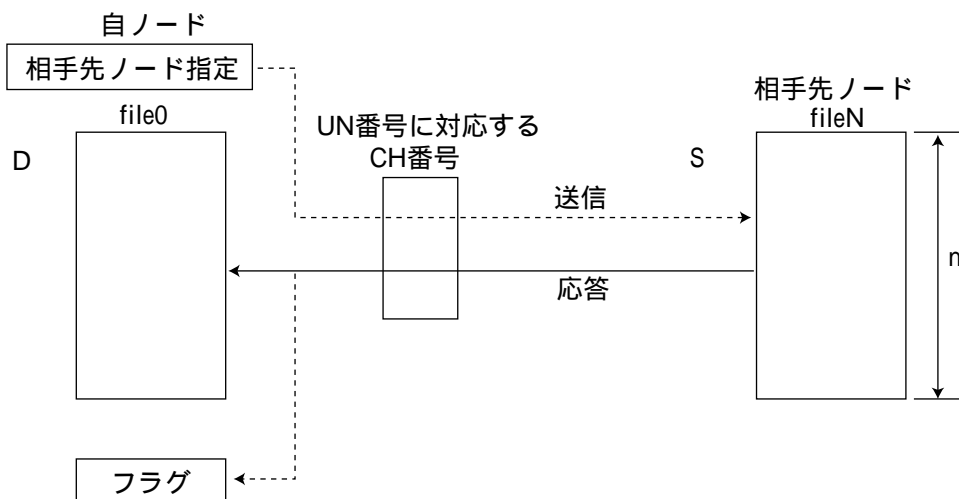 自ノード
相手先ノード指定
file0
D
UN番号に対応する
CH番号
S
相手先ノード
fileN
送信
応答
n
フラグ